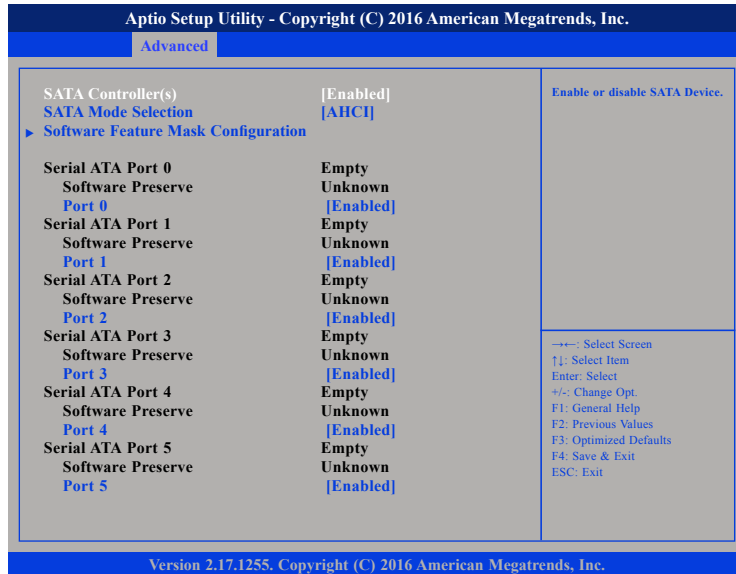 Aptio Setup Utility - Copyright (C) 2016 American Megatrends, Inc.
Advanced
SATA Controller(s) [Enabled]
SATA Mode Selection [AHCI]
▶ Software Feature Mask Configuration
Serial ATA Port 0 Empty
Software Preserve Unknown
Port 0 [Enabled]
Serial ATA Port 1 Empty
Software Preserve Unknown
Port 1 [Enabled]
Serial ATA Port 2 Empty
Software Preserve Unknown
Port 2 [Enabled]
Serial ATA Port 3 Empty
Software Preserve Unknown
Port 3 [Enabled]
Serial ATA Port 4 Empty
Software Preserve Unknown
Port 4 [Enabled]
Serial ATA Port 5 Empty
Software Preserve Unknown
Port 5 [Enabled]
Enable or disable SATA Device.
→←: Select Screen
↑↓: Select Item
Enter: Select
+/-: Change Opt.
F1: General Help
F2: Previous Values
F3: Optimized Defaults
F4: Save & Exit
ESC: Exit
Version 2.17.1255. Copyright (C) 2016 American Megatrends, Inc.